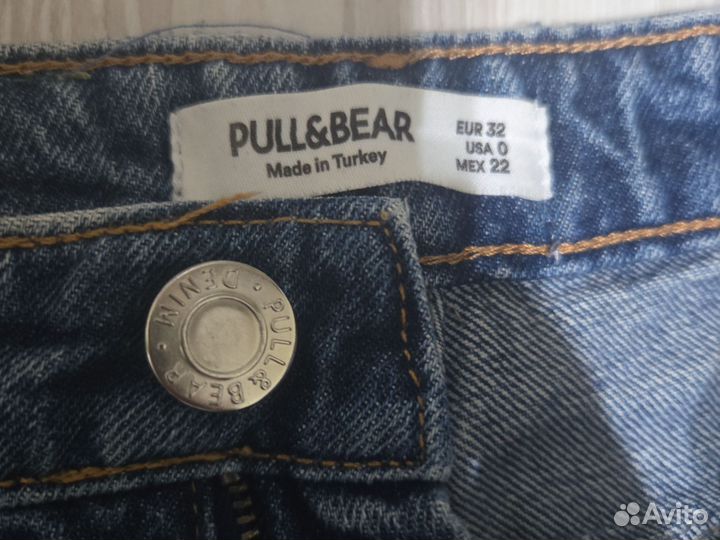 PULL&BEAR
Made in Turkey
EUR 32
USA 0
MEX 22
PULL & BEAR
DENIM
Avito